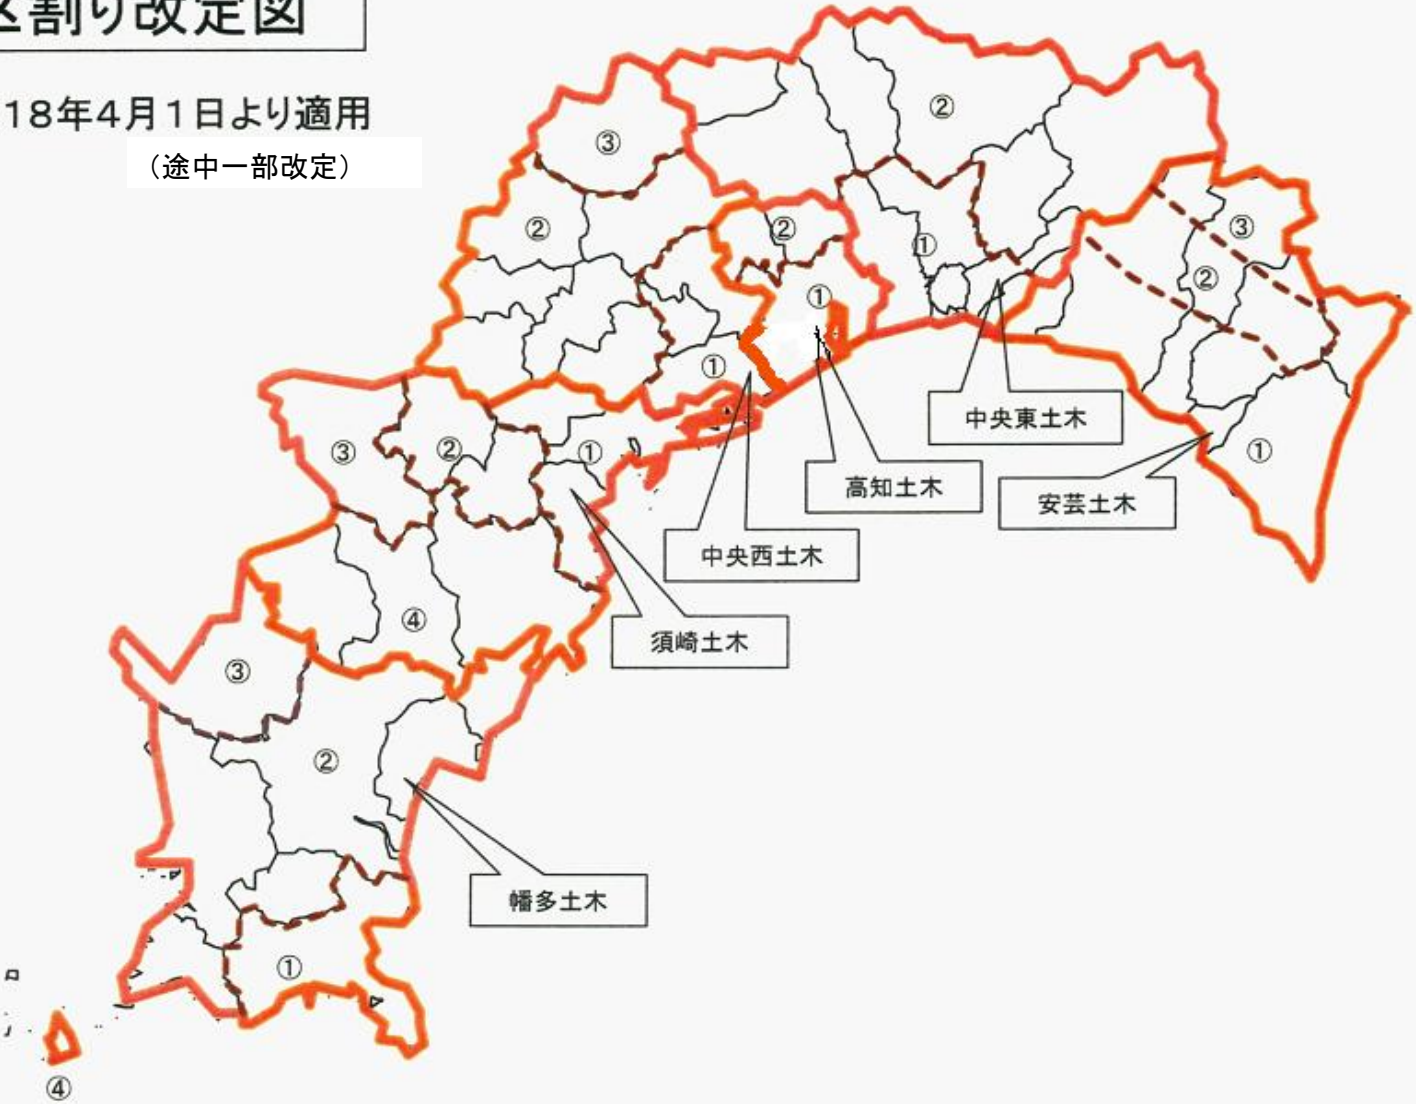 区割り改定図
18年4月1日より適用
(途中一部改定)
②
③
②
②
③
①
②
①
①
中央東土木
③
②
①
高知土木
安芸土木
①
中央西土木
④
須崎土木
③
②
幡多土木
①
④